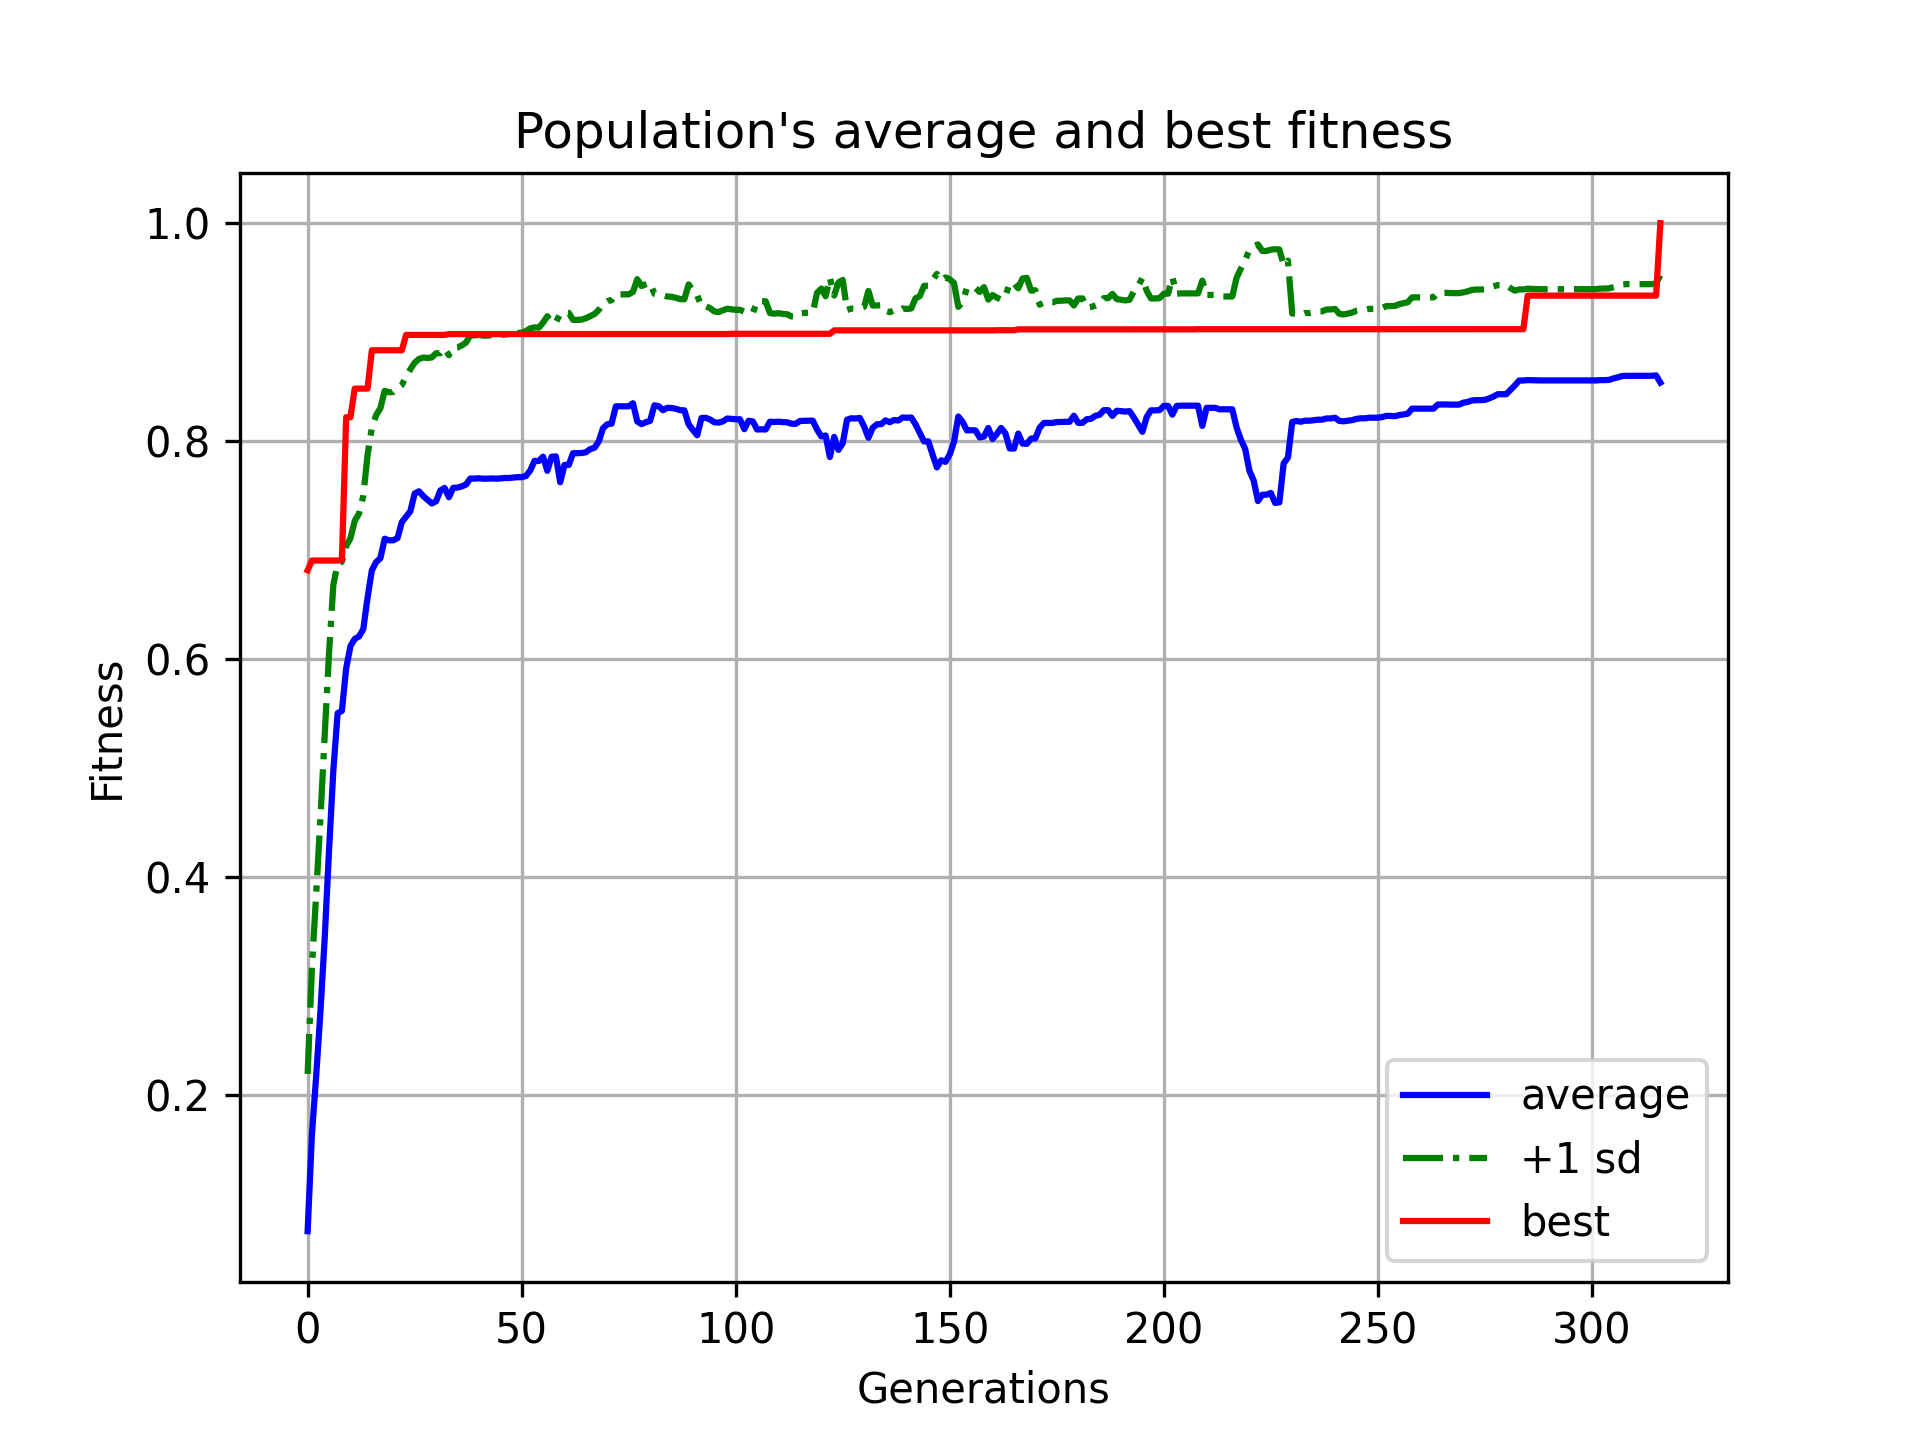 Population's average and best fitness
1.0
0.8
0.6
0.4
0.2
Fitness
0 50 100 150 200 250 300
Generations
average
+1 sd
best